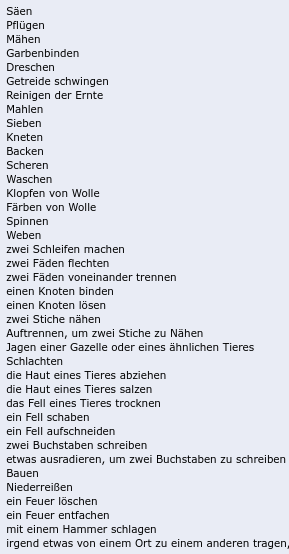 Säen
Pflügen
Mähen
Garbenbinden
Dreschen
Getreide schwingen
Reinigen der Ernte
Mahlen
Sieben
Kneten
Backen
Scheren
Waschen
Klopfen von Wolle
Färben von Wolle
Spinnen
Weben
zwei Schleifen machen
zwei Fäden flechten
zwei Fäden voneinander trennen
einen Knoten binden
einen Knoten lösen
zwei Stiche nähen
Auftrennen, um zwei Stiche zu Nähen
Jagen einer Gazelle oder eines ähnlichen Tieres
Schlachten
die Haut eines Tieres abziehen
die Haut eines Tieres salzen
das Fell eines Tieres trocknen
ein Fell schaben
ein Fell aufschneiden
zwei Buchstaben schreiben
etwas ausradieren, um zwei Buchstaben zu schreiben
Bauen
Niederreißen
ein Feuer löschen
ein Feuer entfachen
mit einem Hammer schlagen
irgend etwas von einem Ort zu einem anderen tragen,